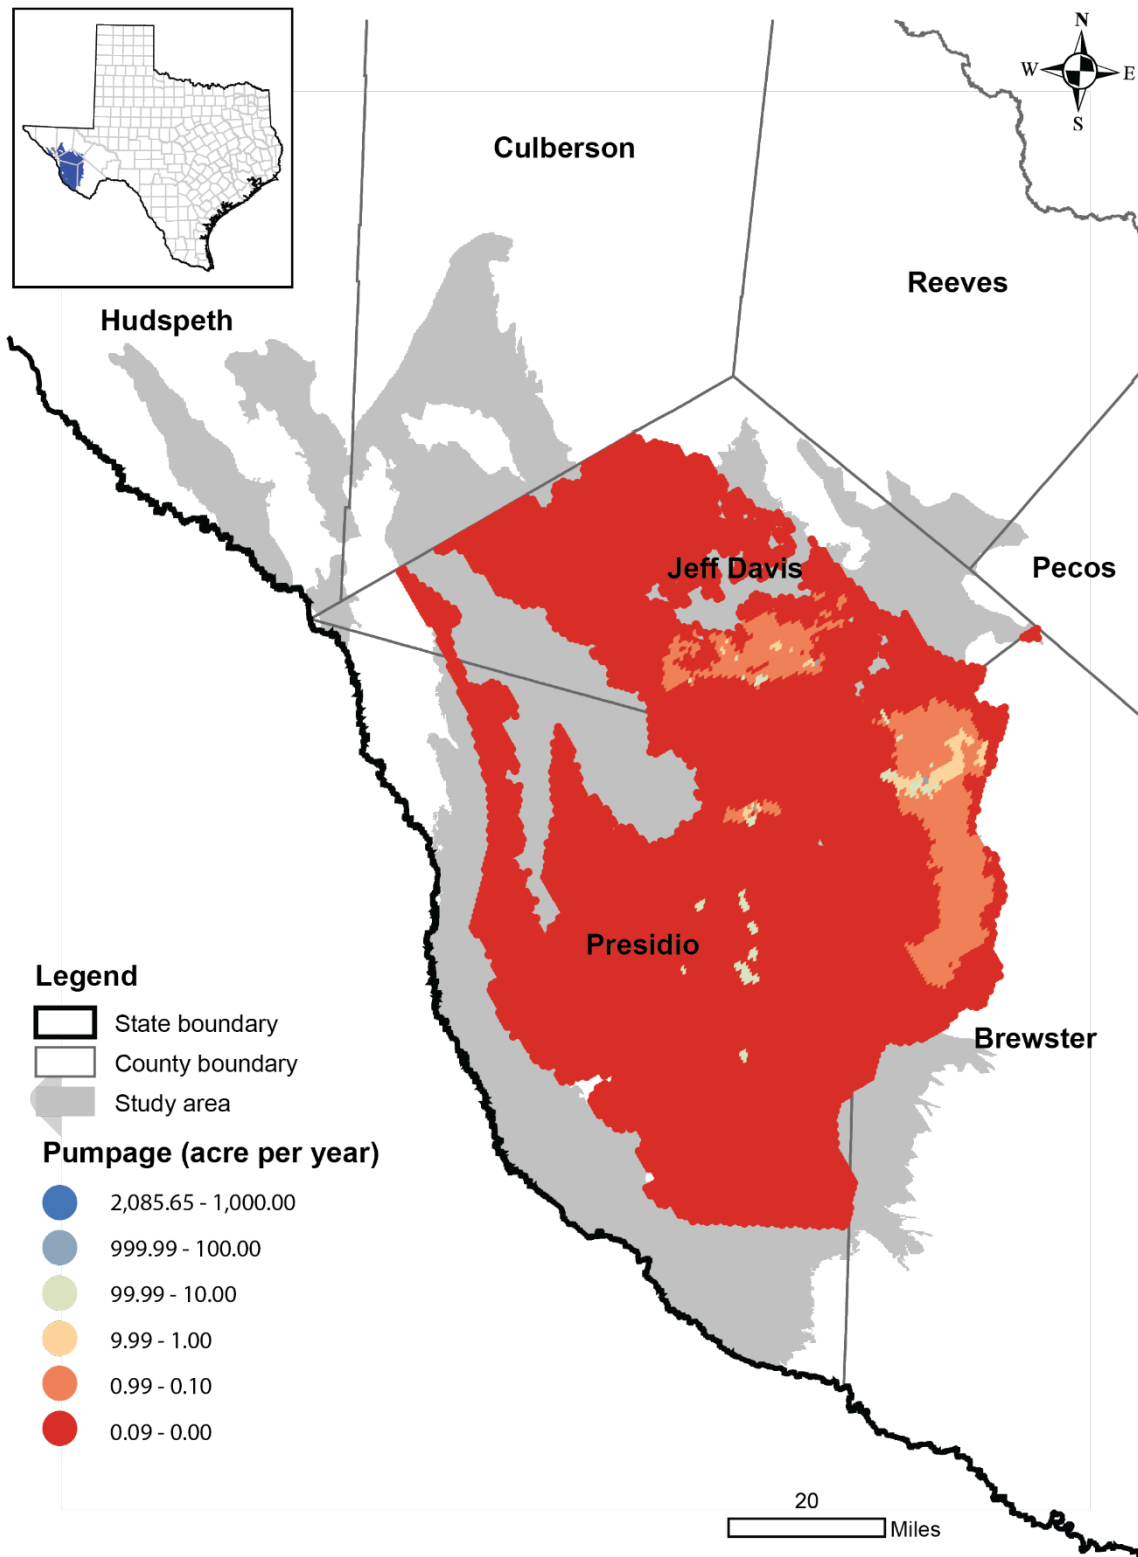 N
W E
S
Culberson
Reeves
Hudspeth
Jeff Davis
Pecos
Presidio
Brewster
Legend
State boundary
County boundary
Study area
Pumpage (acre per year)
2,085.65 - 1,000.00
999.99 - 100.00
99.99 - 10.00
9.99 - 1.00
0.99 - 0.10
0.09 - 0.00
20
Miles